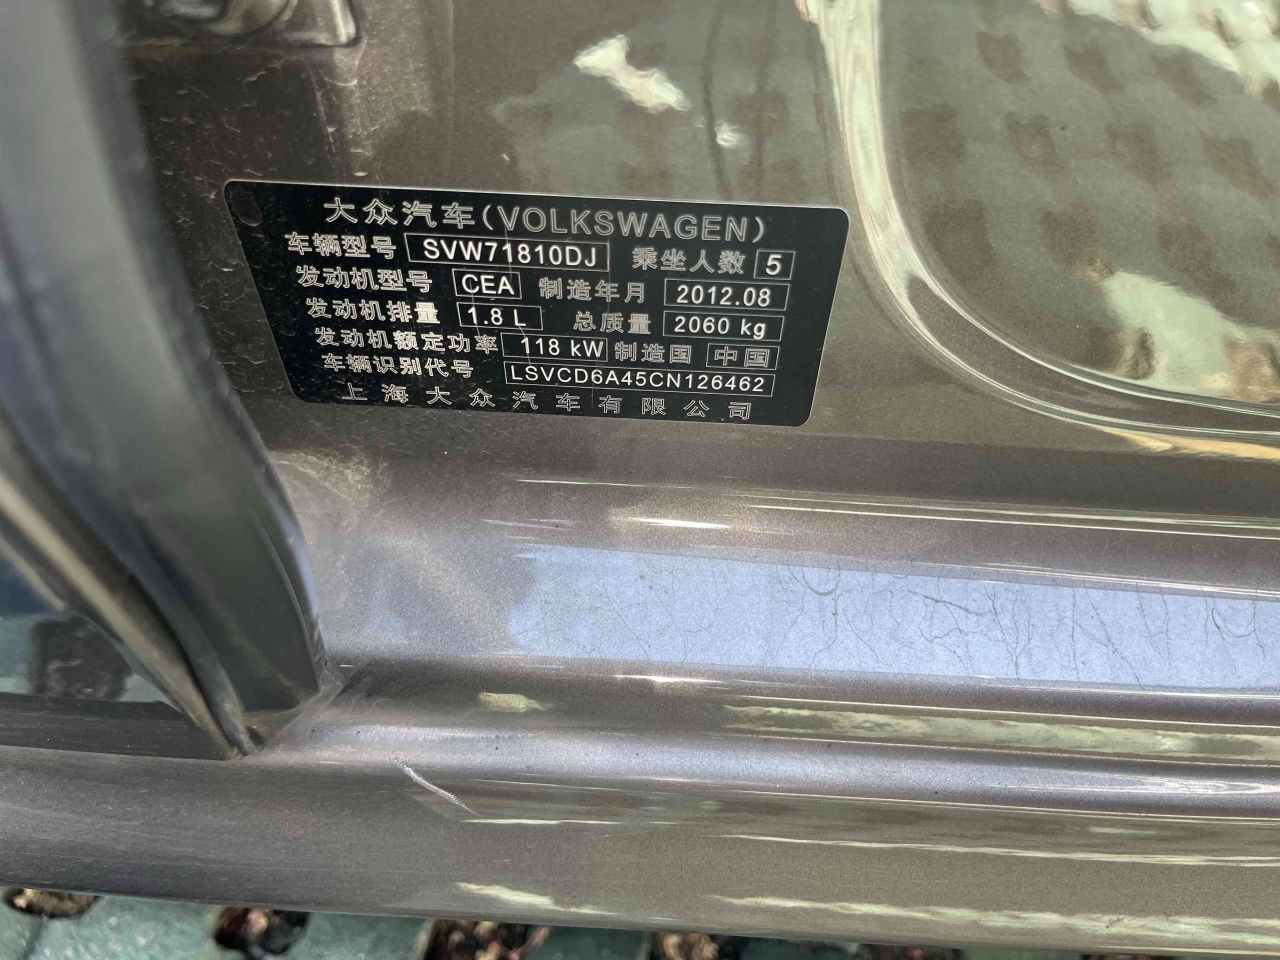 大众汽车(VOLKSWAGEN)
车辆型号 SVW71810DJ 乘坐人数 5
发动机型号 CEA 制造年月 2012.08
发动机排量 1.8 L 总质量 2060 kg
发动机额定功率 118 kW 制造国 中国
车辆识别代号 LSVCD6A45CN126462
上海大众汽车有限公司